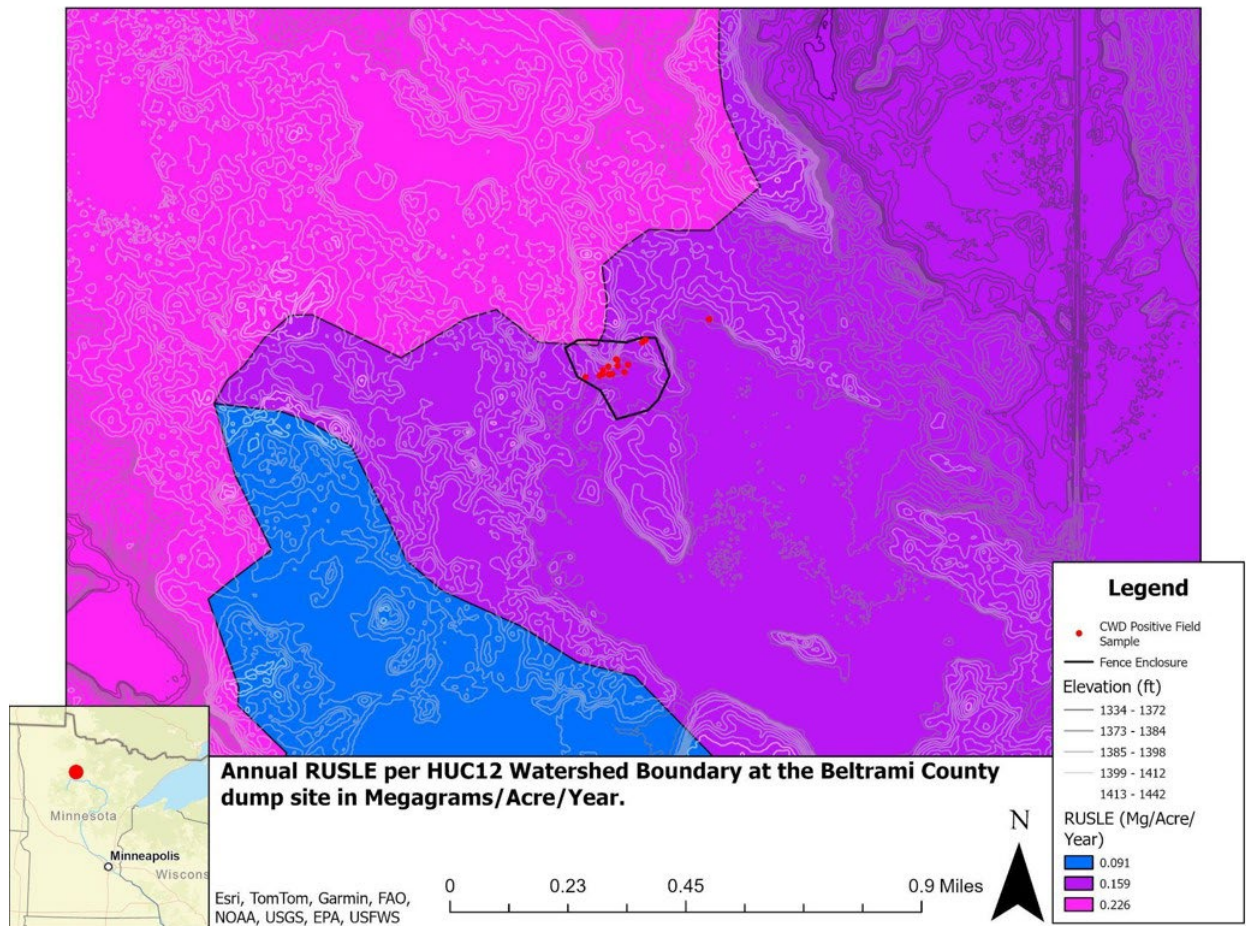 Legend
CWD Positive Field
Sample
Fence Enclosure
Elevation (ft)
1334 - 1372
1373 - 1384
1385 - 1398
1399 - 1412
1413 - 1442
RUSLE (Mg/Acre/
Year)
0.091
0.159
0.226
Minnesota
Minneapolis
Wiscons
Annual RUSLE per HUC12 Watershed Boundary at the Beltrami County
dump site in Megagrams/Acre/Year.
Esri, TomTom, Garmin, FAO,
NOAA, USGS, EPA, USFWS
0 0.23 0.45 0.9 Miles
N